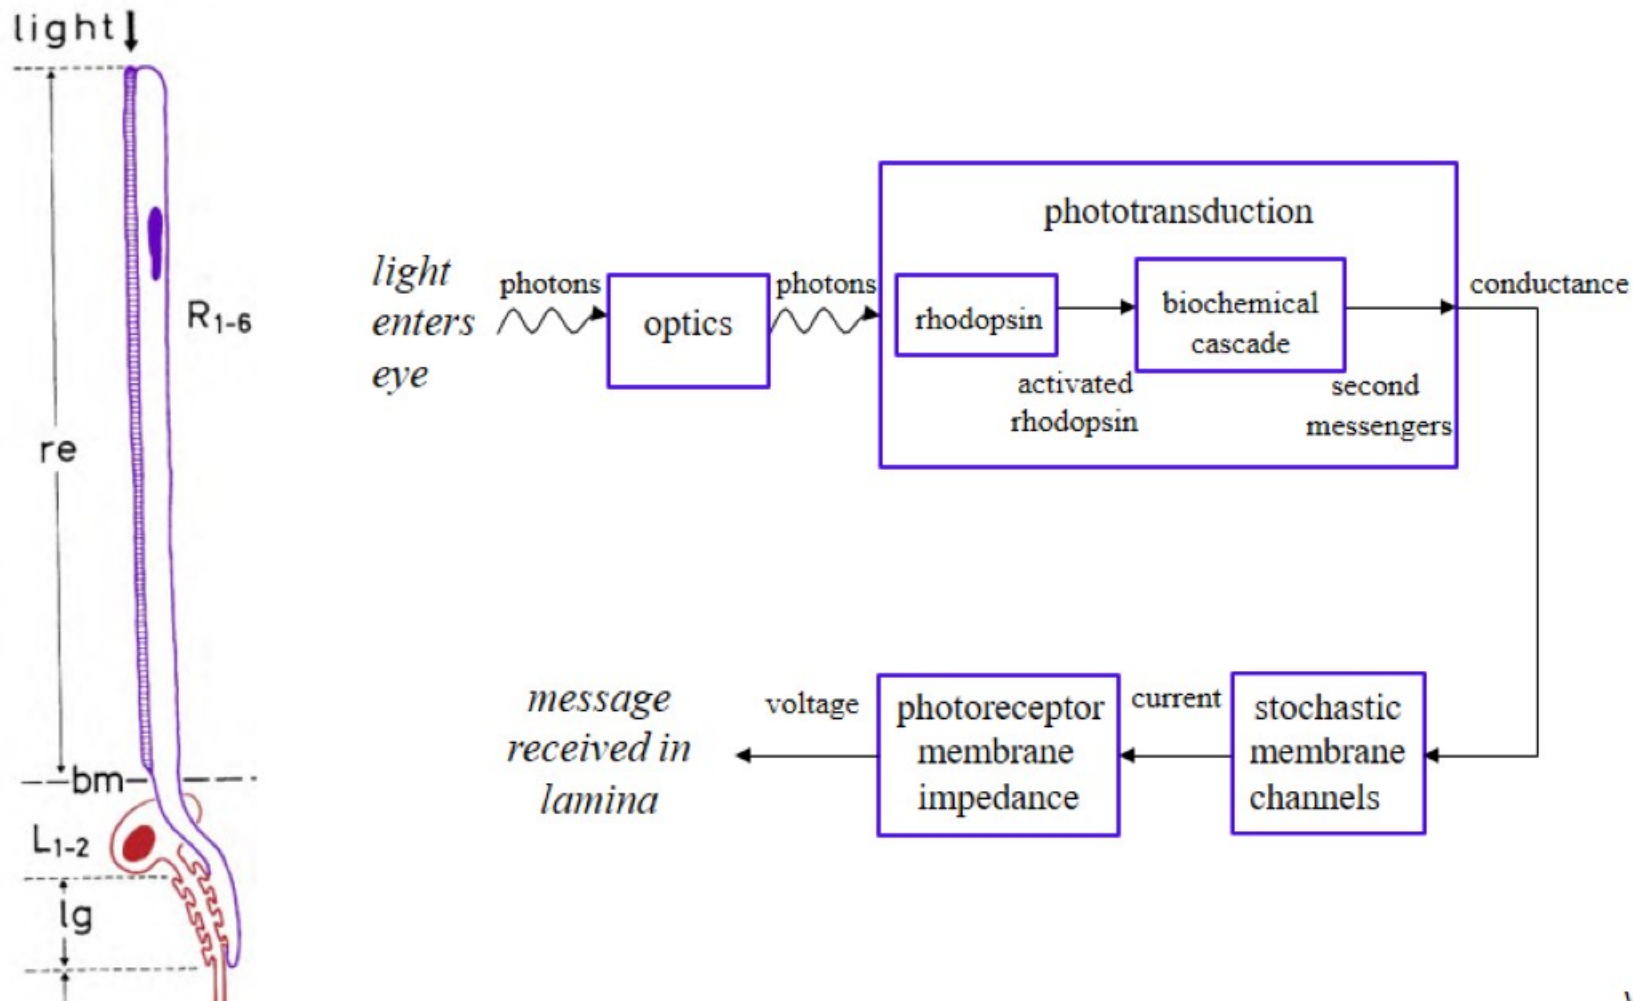 light
R1-6
re
bm
L1-2
lg
light
enters
eye
photons
optics
photons
phototransduction
rhodopsin
activated
rhodopsin
biochemical
cascade
second
messengers
conductance
stochastic
membrane
channels
current
photoreceptor
membrane
impedance
voltage
message
received in
lamina